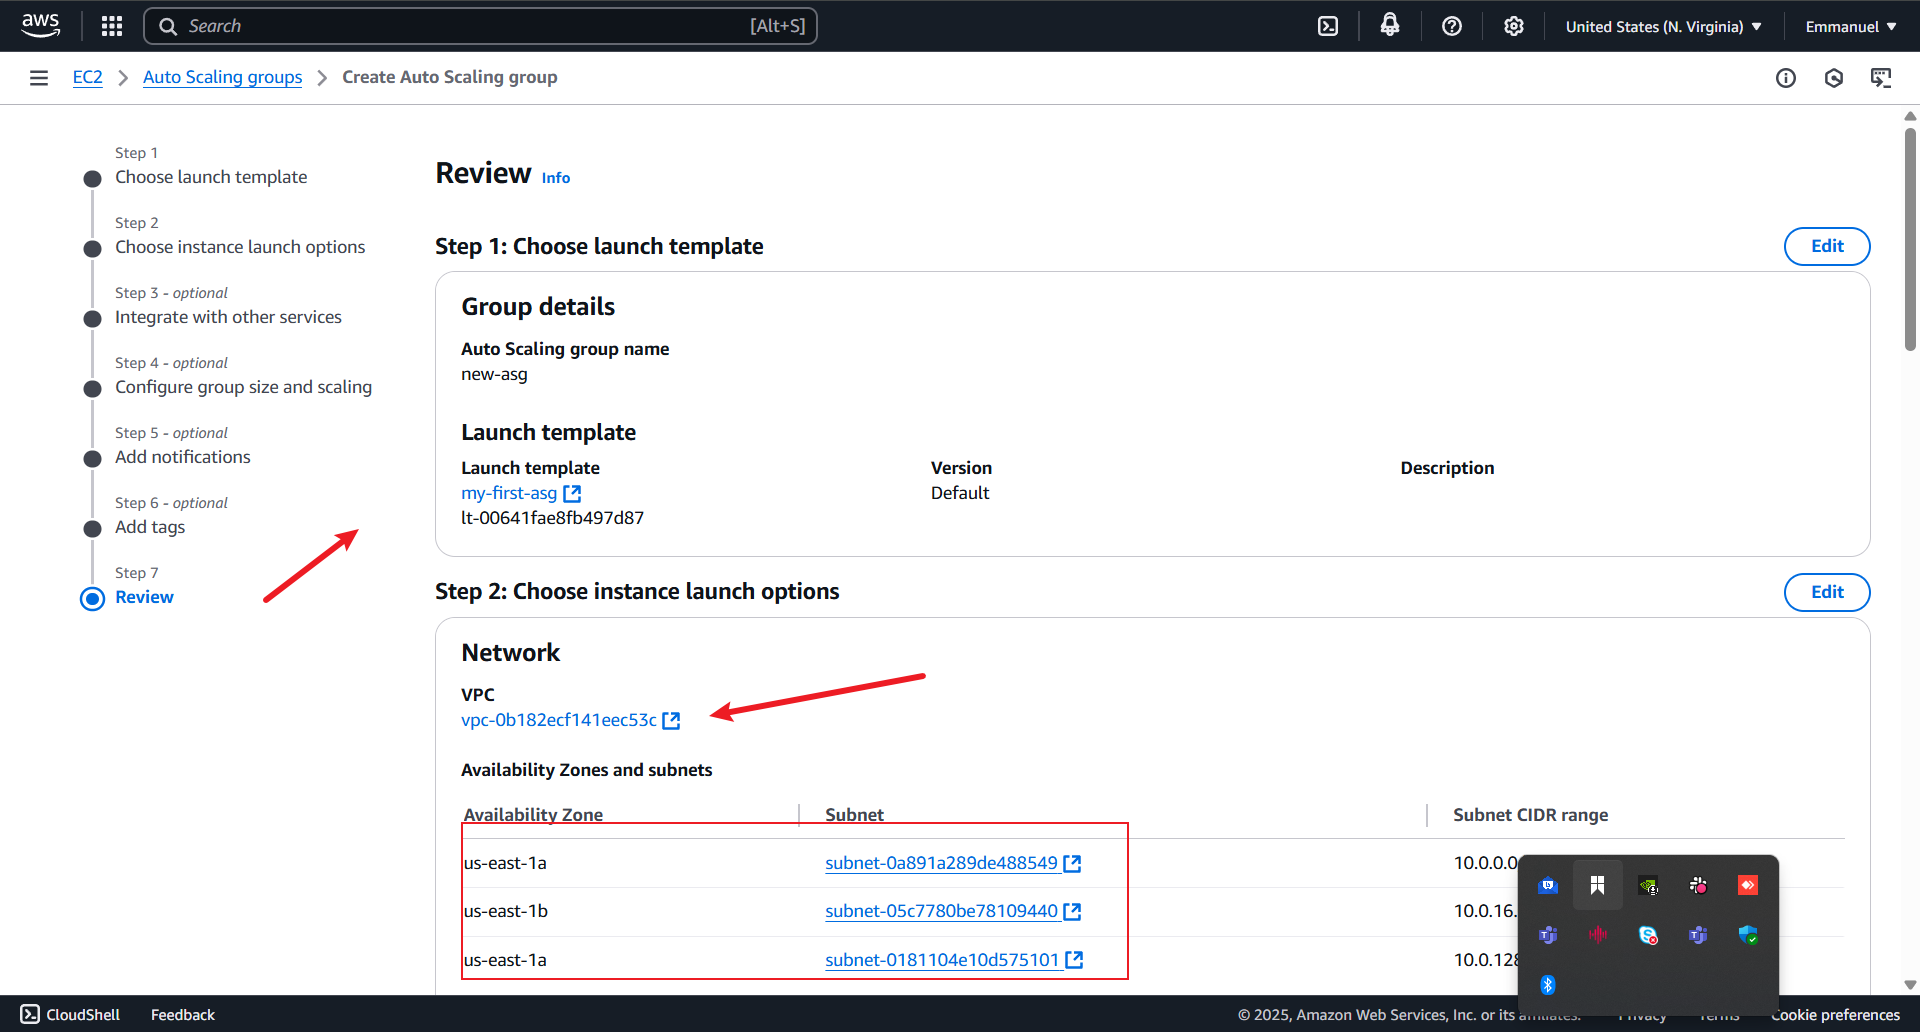 aws
Search
[Alt+S]
United States (N. Virginia)
Emmanuel
EC2
Auto Scaling groups
Create Auto Scaling group
Step 1
Choose launch template
Step 2
Choose instance launch options
Step 3 - optional
Integrate with other services
Step 4 - optional
Configure group size and scaling
Step 5 - optional
Add notifications
Step 6 - optional
Add tags
Step 7
Review
Review Info
Step 1: Choose launch template
Edit
Group details
Auto Scaling group name
new-asg
Launch template
Launch template
my-first-asg
lt-00641fae8fb497d87
Version
Default
Description
Step 2: Choose instance launch options
Edit
Network
VPC
vpc-0b182ecf141eec53c
Availability Zones and subnets
Availability Zone Subnet Subnet CIDR range
us-east-1a subnet-0a891a289de488549 10.0.0.0
us-east-1b subnet-05c7780be78109440 10.0.16.
us-east-1a subnet-0181104e10d575101 10.0.128
CloudShell
Feedback
© 2025, Amazon Web Services, Inc. or its affiliates.
Privacy
Terms
Cookie preferences